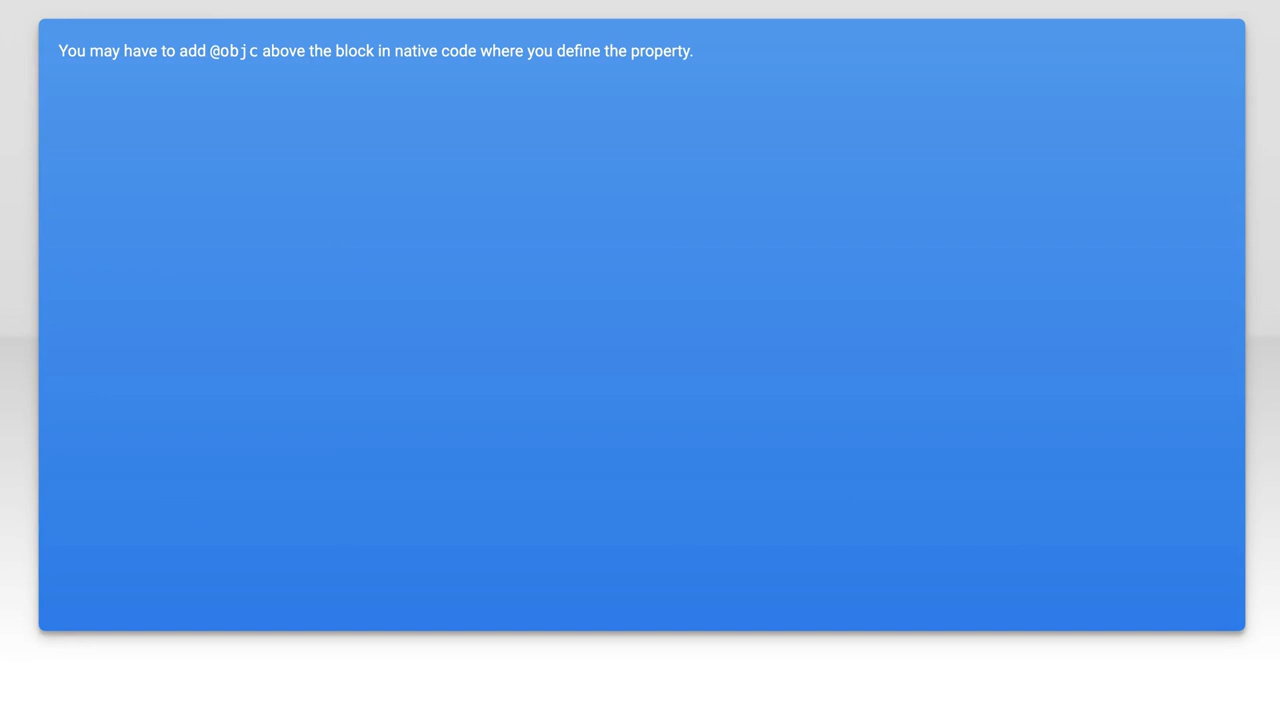 You may have to add @objc above the block in native code where you define the property.